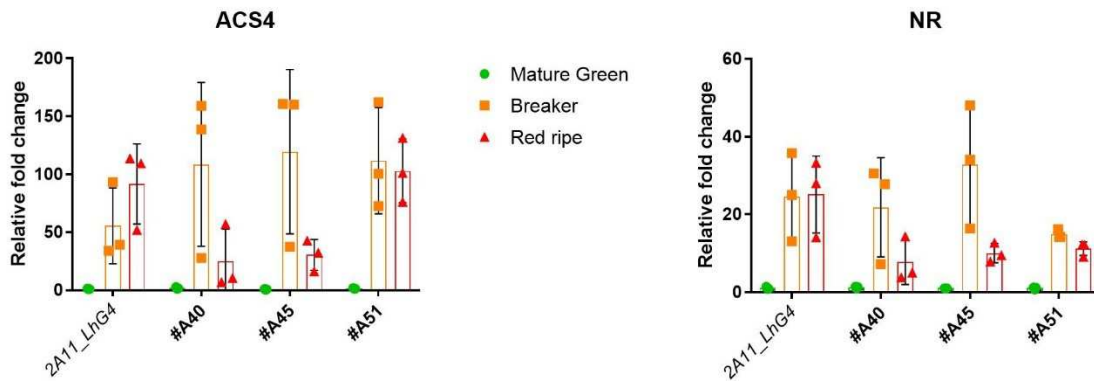 ACS4
Relative fold change
200
150
100
50
0
2A11_LhG4
#A40
#A45
#A51
Mature Green
Breaker
Red ripe
NR
Relative fold change
60
40
20
0
2A11_LhG4
#A40
#A45
#A51